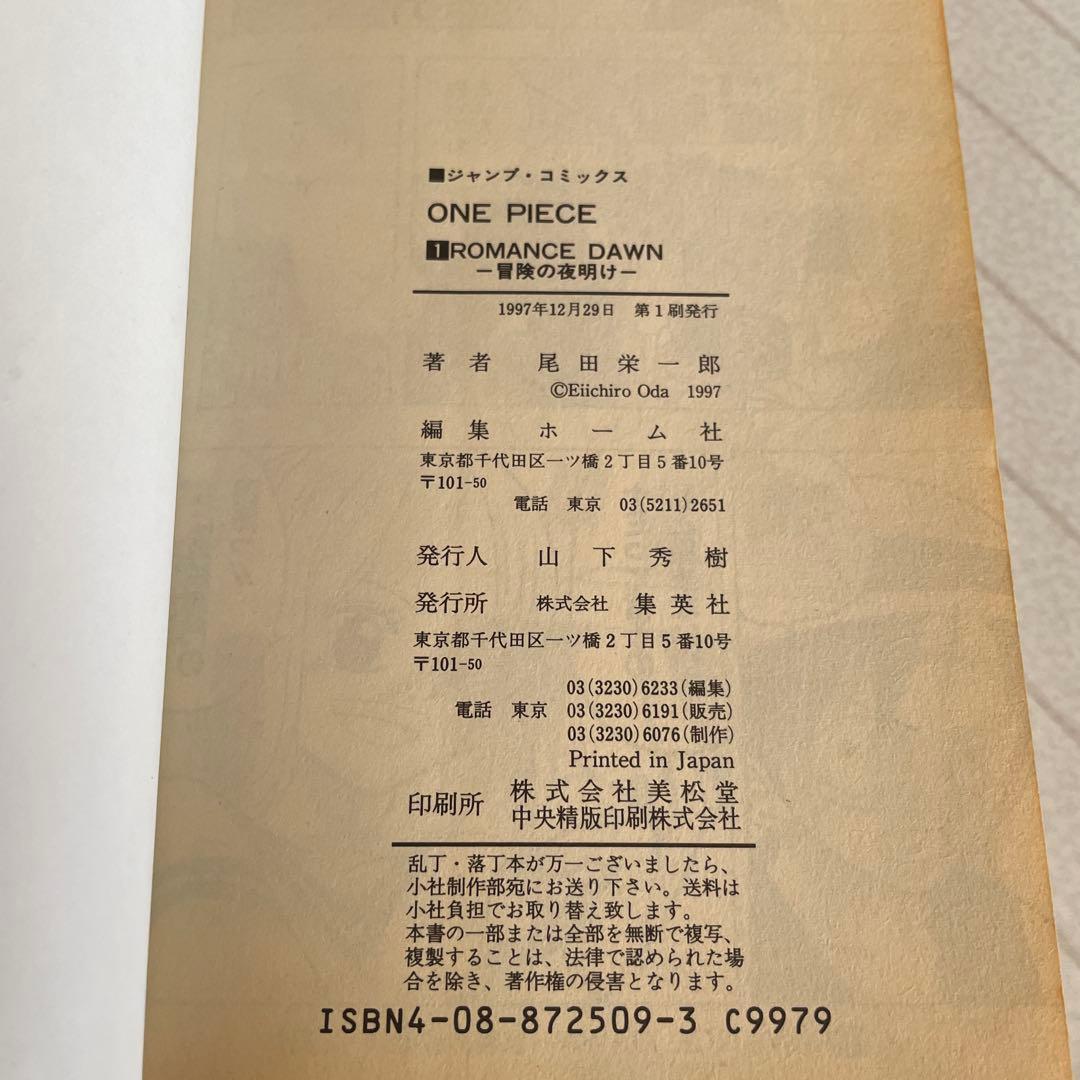 ■ジャンプ・コミックス
ONE PIECE
1 ROMANCE DAWN
―冒険の夜明け―
1997年12月29日 第1刷発行
著者 尾田栄一郎
©Eiichiro Oda 1997
編集 ホーム社
東京都千代田区一ツ橋2丁目5番10号
〒101-50
電話 東京 03(5211)2651
発行人 山下秀樹
発行所 株式会社 集英社
東京都千代田区一ツ橋2丁目5番10号
〒101-50
03(3230)6233(編集)
電話 東京 03(3230)6191(販売)
03(3230)6076(制作)
Printed in Japan
印刷所 株式会社美松堂
中央精版印刷株式会社
乱丁・落丁本が万一ございましたら、
小社制作部宛にお送り下さい。送料は
小社負担でお取り替え致します。
本書の一部または全部を無断で複写、
複製することは、法律で認められた場
合を除き、著作権の侵害となります。
ISBN4-08-872509-3 C9979